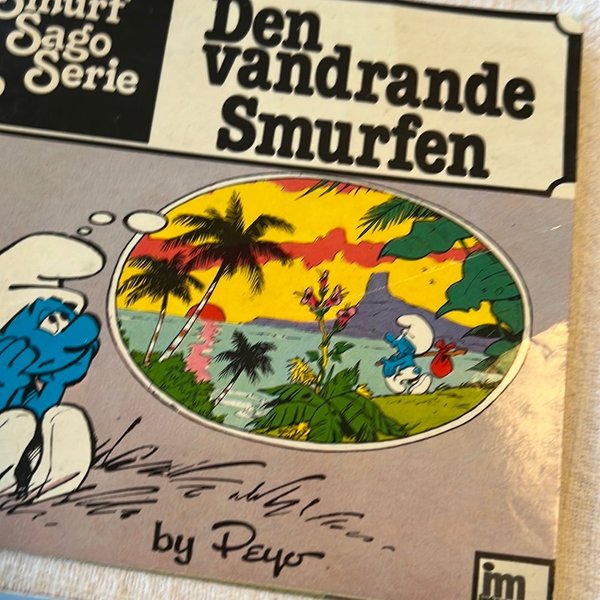 Smurf
Sago
Serie
Den
vandrande
Smurfen
by Peyo
jm